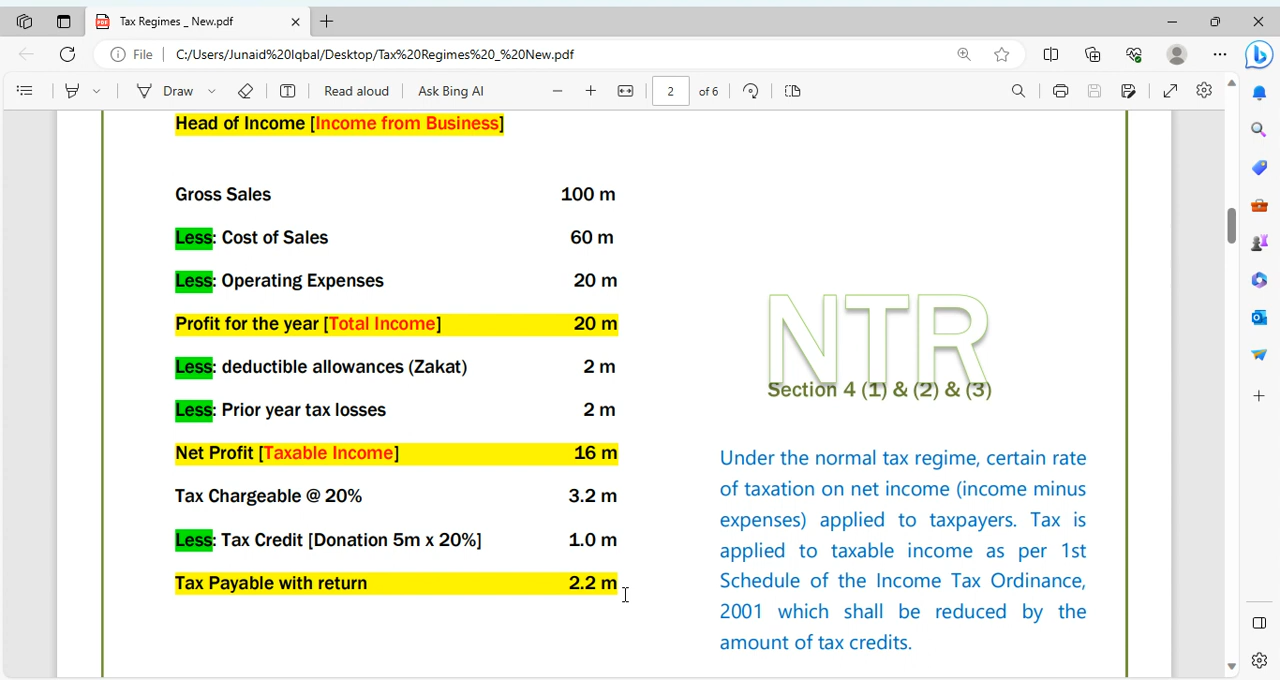 Tax Regimes _ New.pdf
File C:/Users/Junaid%20Iqbal/Desktop/Tax%20Regimes%20_%20New.pdf
Draw Read aloud Ask Bing AI 2 of 6
Head of Income [Income from Business]
Gross Sales 100 m
Less: Cost of Sales 60 m
Less: Operating Expenses 20 m
Profit for the year [Total Income] 20 m
Less: deductible allowances (Zakat) 2 m
Less: Prior year tax losses 2 m
Net Profit [Taxable Income] 16 m
Tax Chargeable @ 20% 3.2 m
Less: Tax Credit [Donation 5m x 20%] 1.0 m
Tax Payable with return 2.2 m
NTR
Section 4 (1) & (2) & (3)
Under the normal tax regime, certain rate
of taxation on net income (income minus
expenses) applied to taxpayers. Tax is
applied to taxable income as per 1st
Schedule of the Income Tax Ordinance,
2001 which shall be reduced by the
amount of tax credits.